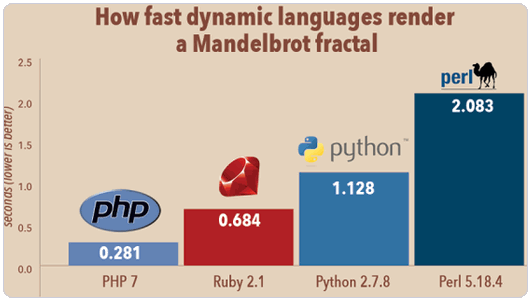 How fast dynamic languages render
a Mandelbrot fractal
seconds (lower is better)
2.5
2.0
1.5
1.0
0.5
0.0
php
0.281
PHP 7
0.684
Ruby 2.1
python™
1.128
Python 2.7.8
perl
2.083
Perl 5.18.4